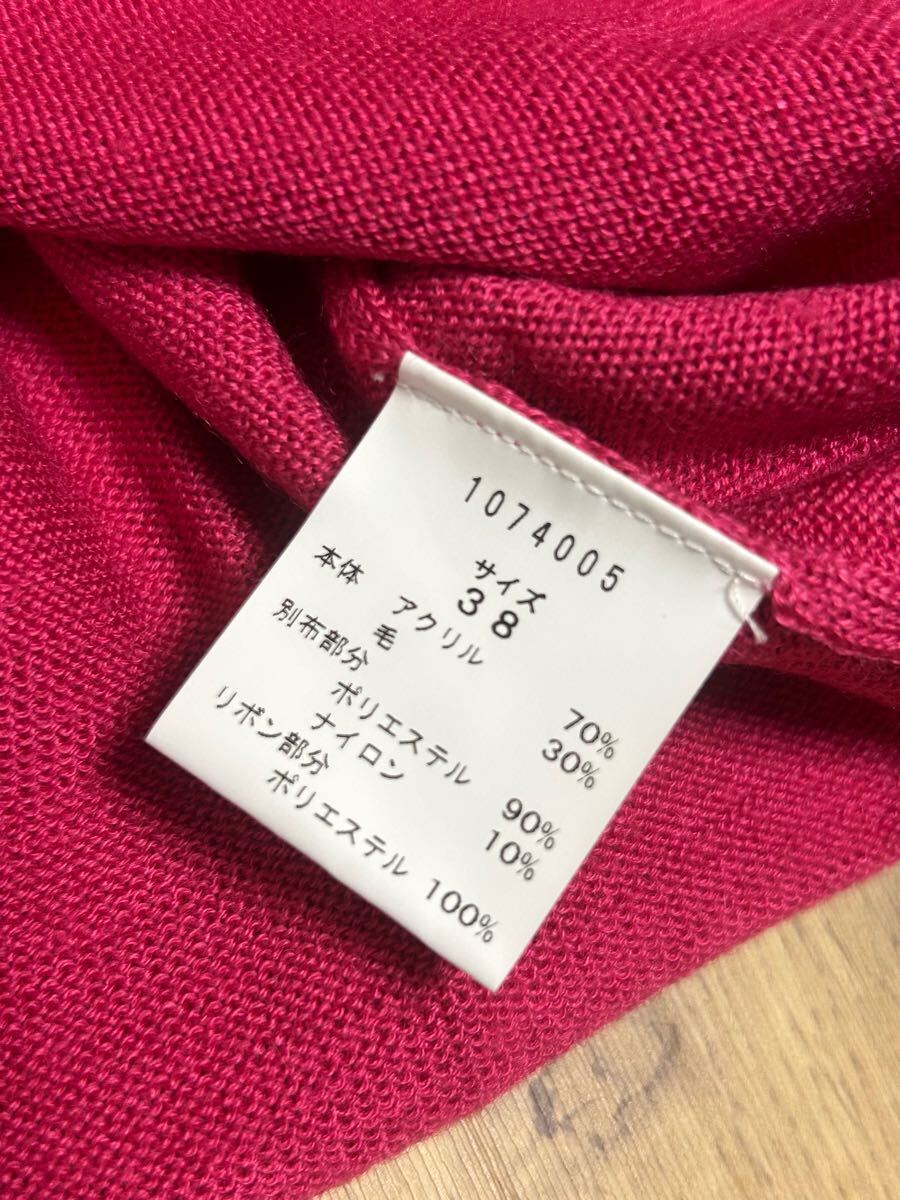 1074005
サイズ
38
本体 アクリル 70%
毛 30%
別布部分
ポリエステル 90%
ナイロン 10%
リボン部分
ポリエステル 100%